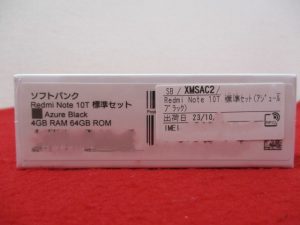 ソフトバンク
Redmi Note 10T 標準セット
Azure Black
4GB RAM 64GB ROM
SB / XMSAC2 /
Redmi Note 10T 標準セット(アジュール
ブラック)
出荷日 23/10,
IMEI